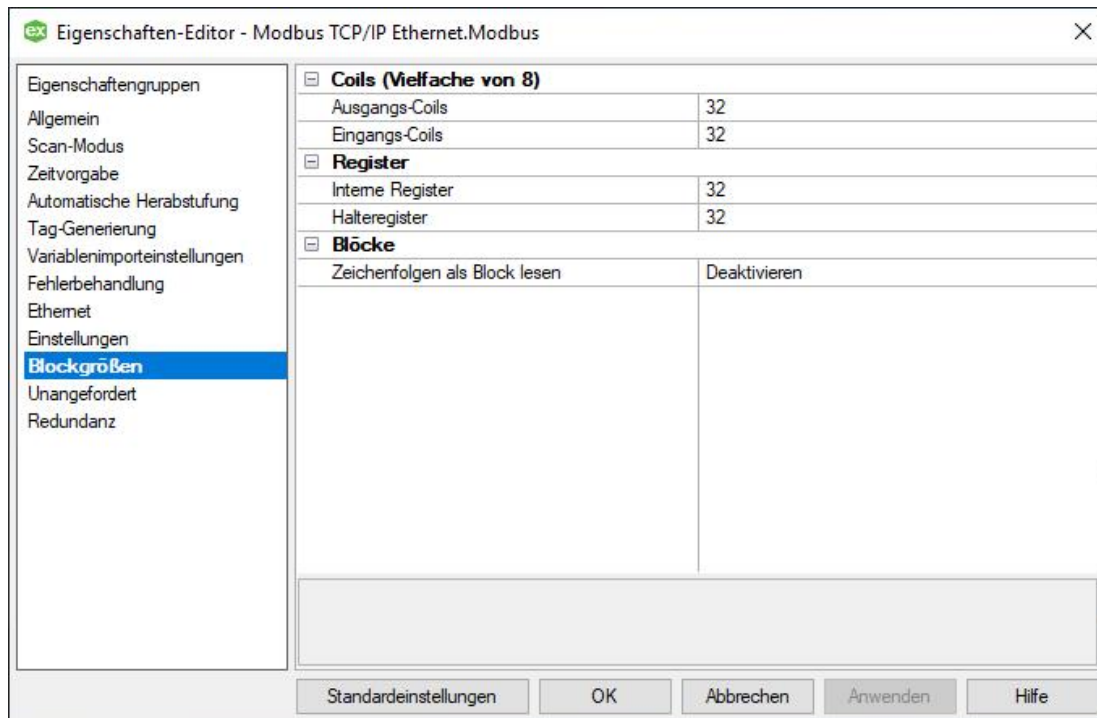 ex Eigenschaften-Editor - Modbus TCP/IP Ethernet.Modbus
Eigenschaftengruppen
Allgemein
Scan-Modus
Zeitvorgabe
Automatische Herabstufung
Tag-Generierung
Variablenimporteinstellungen
Fehlerbehandlung
Ethernet
Einstellungen
Blockgrößen
Unangefordert
Redundanz
Coils (Vielfache von 8)
Ausgangs-Coils 32
Eingangs-Coils 32
Register
Interne Register 32
Halteregister 32
Blöcke
Zeichenfolgen als Block lesen Deaktivieren
Standardeinstellungen OK Abbrechen Anwenden Hilfe